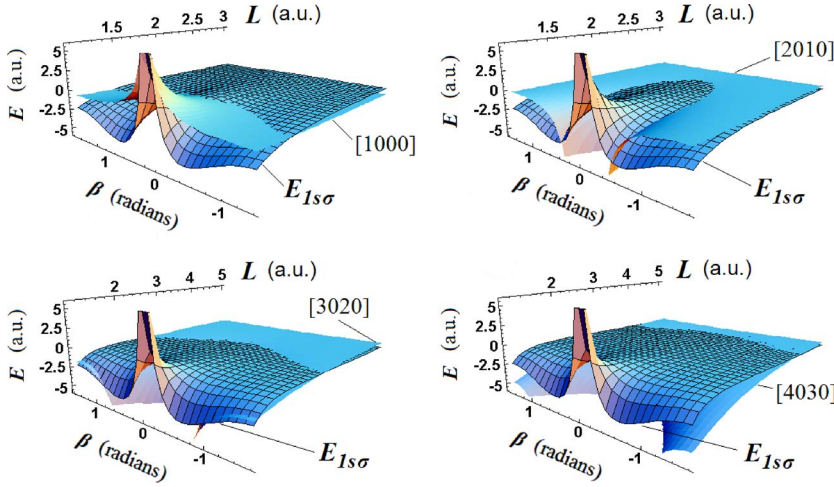 L (a.u.)
1 1.5 2 2.5 3
5
2.5
0
-2.5
-5
E (a.u.)
1
0
-1
β (radians)
[1000]
E1sσ
L (a.u.)
1 1.5 2 2.5 3
5
2.5
0
-2.5
-5
E (a.u.)
1
0
-1
β (radians)
[2010]
E1sσ
L (a.u.)
2 3 4 5
5
2.5
0
-2.5
-5
E (a.u.)
1
0
-1
β (radians)
[3020]
E1sσ
L (a.u.)
2 3 4 5
5
2.5
0
-2.5
-5
E (a.u.)
1
0
-1
β (radians)
[4030]
E1sσ